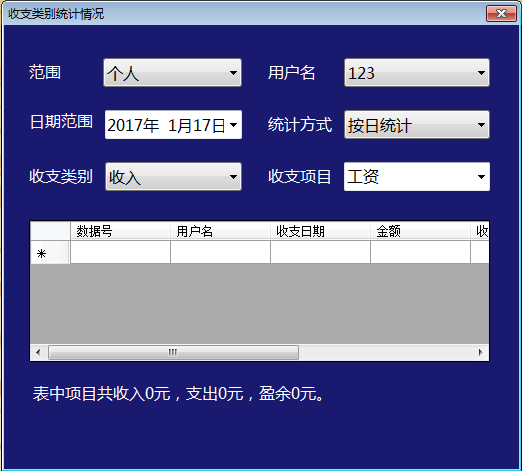 收支类别统计情况
范围 个人 用户名 123
日期范围 2017年 1月17日 统计方式 按日统计
收支类别 收入 收支项目 工资
数据号 用户名 收支日期 金额 收
表中项目共收入0元，支出0元，盈余0元。